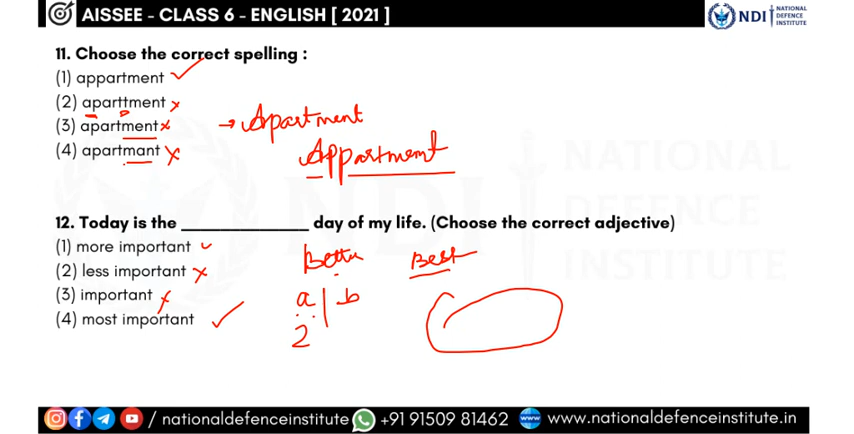 AISSEE - CLASS 6 - ENGLISH [ 2021 ]
NDI NATIONAL DEFENCE INSTITUTE
11. Choose the correct spelling :
(1) appartment
(2) aparttment
(3) apartment
(4) apartmant
→ Apartment
Appartment
12. Today is the ____________ day of my life. (Choose the correct adjective)
(1) more important
(2) less important
(3) important
(4) most important
Better Best
a | b
2
NDI NATIONAL DEFENCE INSTITUTE
/ nationaldefenceinstitute +91 91509 81462 www.nationaldefenceinstitute.in